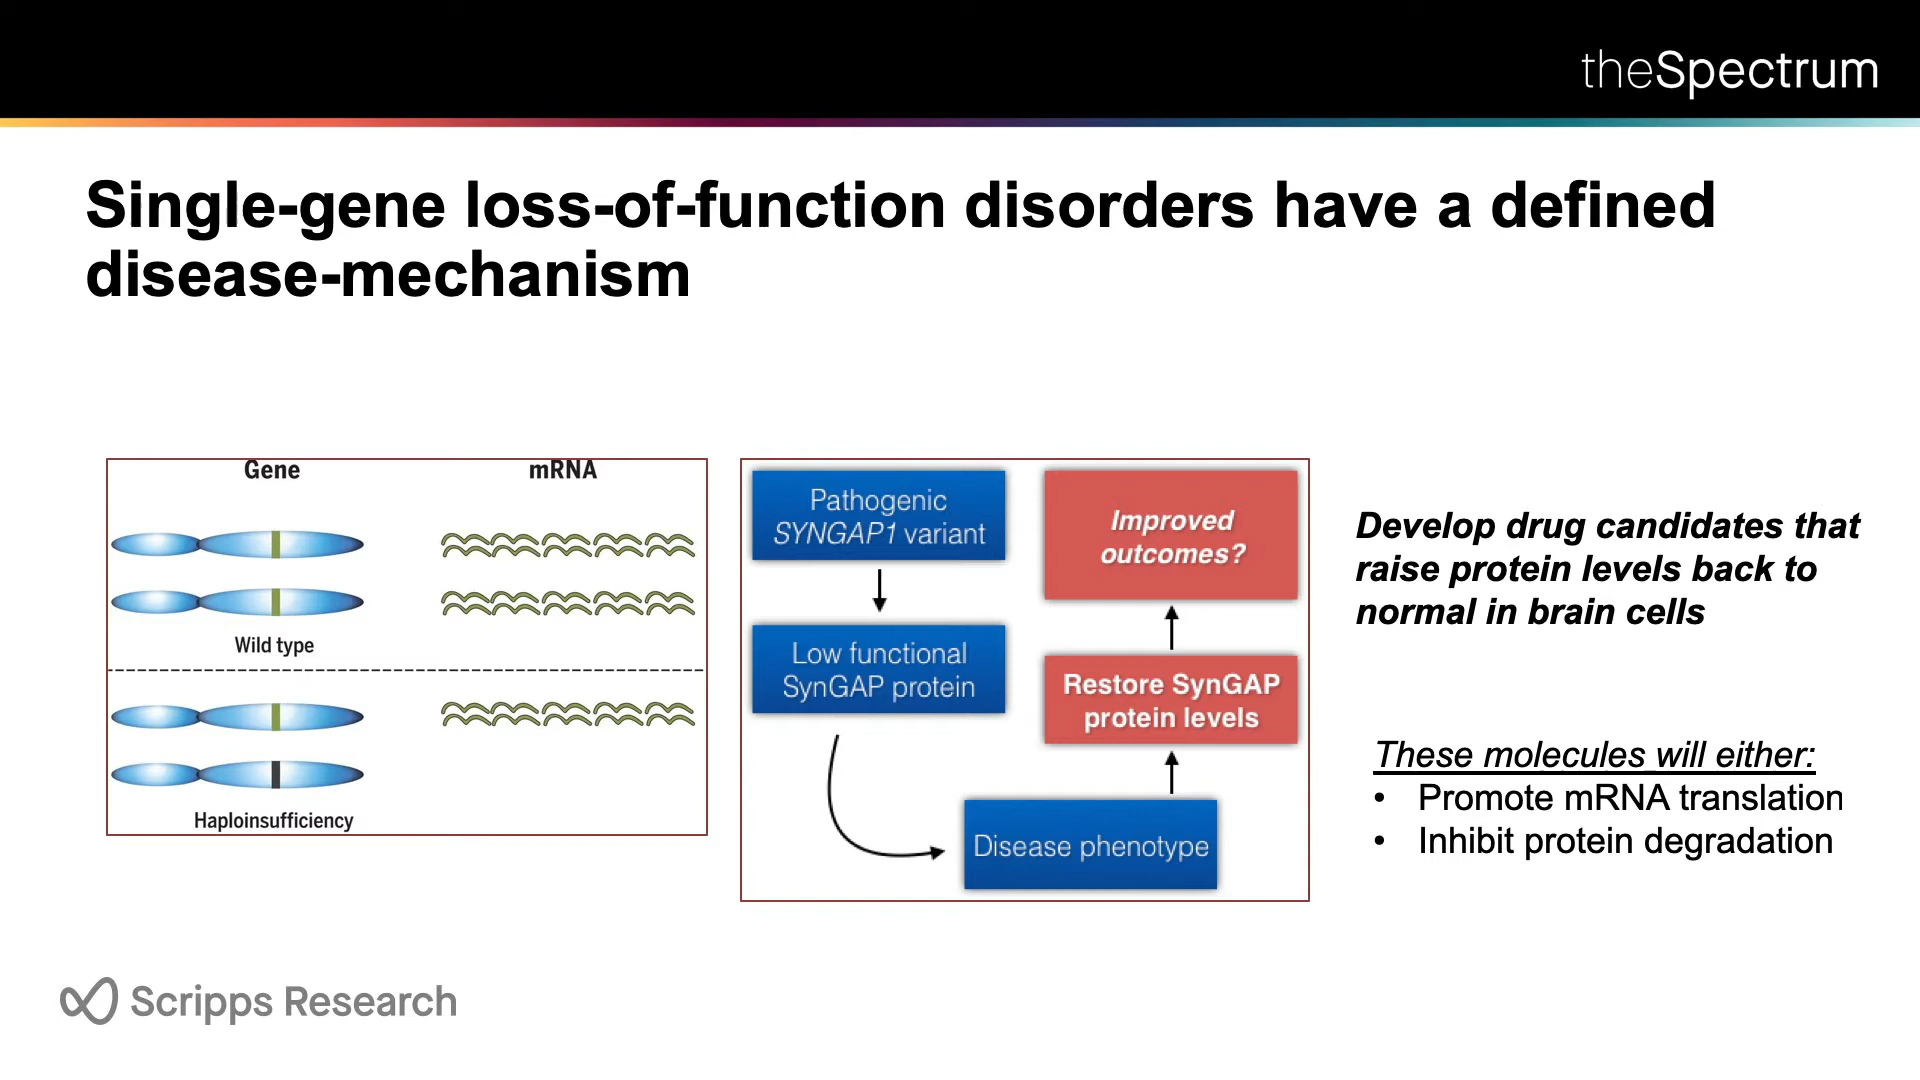 theSpectrum
Single-gene loss-of-function disorders have a defined
disease-mechanism
Gene
mRNA
Wild type
Haploinsufficiency
Pathogenic
SYNGAP1 variant
Low functional
SynGAP protein
Disease phenotype
Restore SynGAP
protein levels
Improved
outcomes?
Develop drug candidates that
raise protein levels back to
normal in brain cells
These molecules will either:
• Promote mRNA translation
• Inhibit protein degradation
Scripps Research